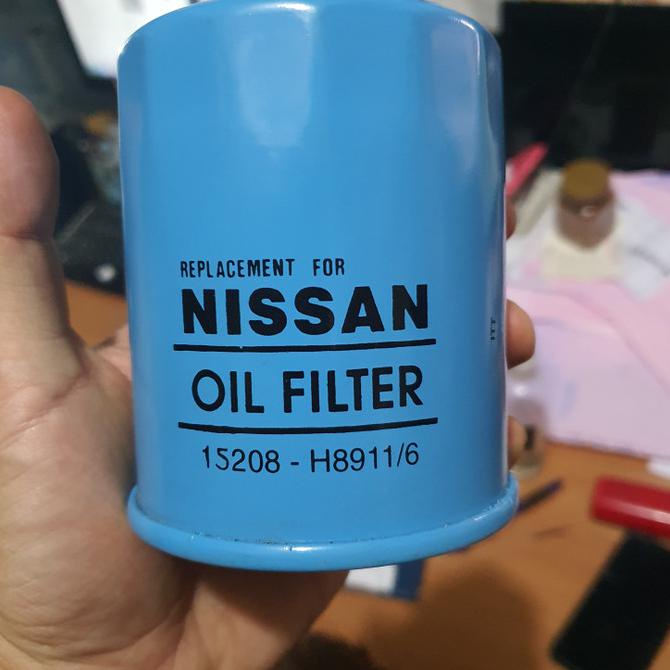 REPLACEMENT FOR
NISSAN
OIL FILTER
15208 - H8911/6